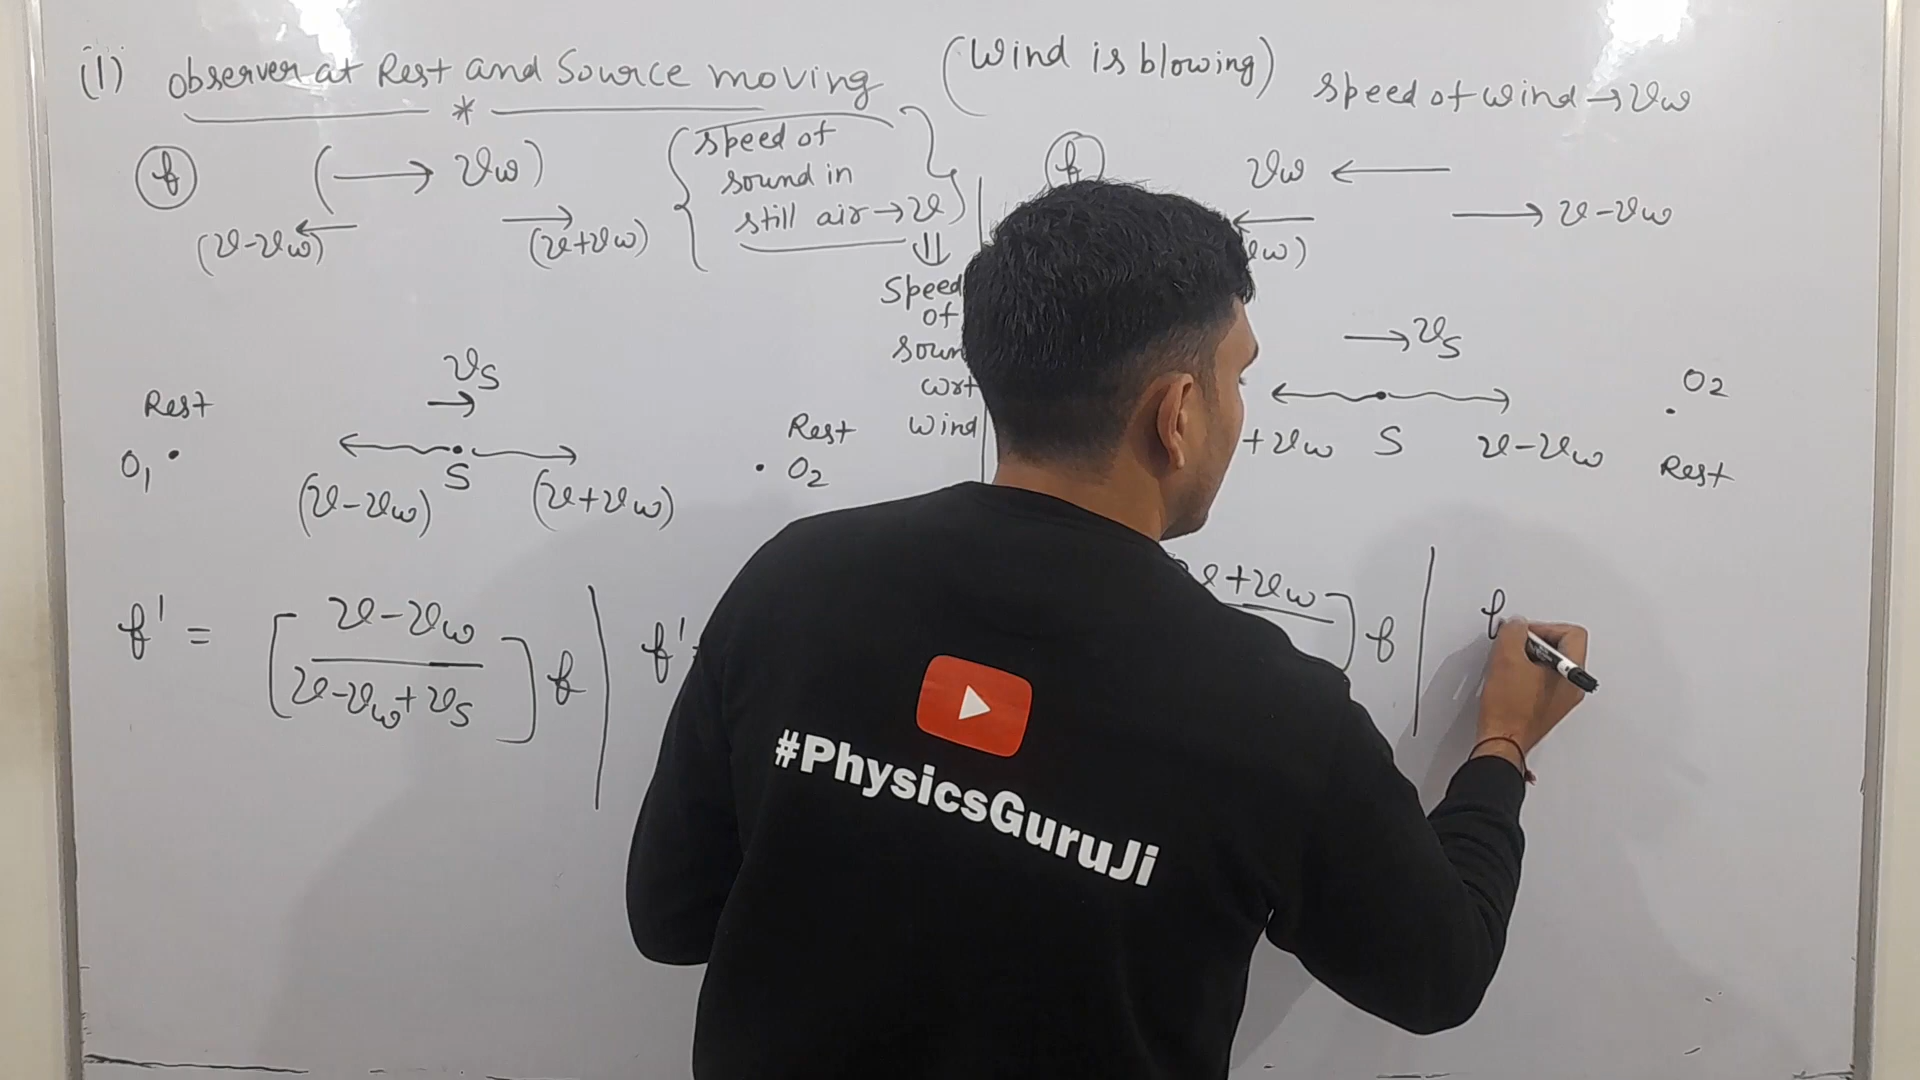 (1) Observer at Rest and Source moving (Wind is blowing)
*
speed of wind → vw
f (→ vw)
(v-vw) ← → (v+vw)
{speed of
sound in
still air → v}
⇓
Speed
of
wrt
Wind
vs
→
Rest
O1 .
S
(v-vw) (v+vw)
Rest
. O2
f' = [v-vw / v-vw+vs] f
f'
f
vw ←
→ v-vw
→ vs
+vw S v-vw
O2
.
Rest
+vw ] f
f
#PhysicsGuruJi